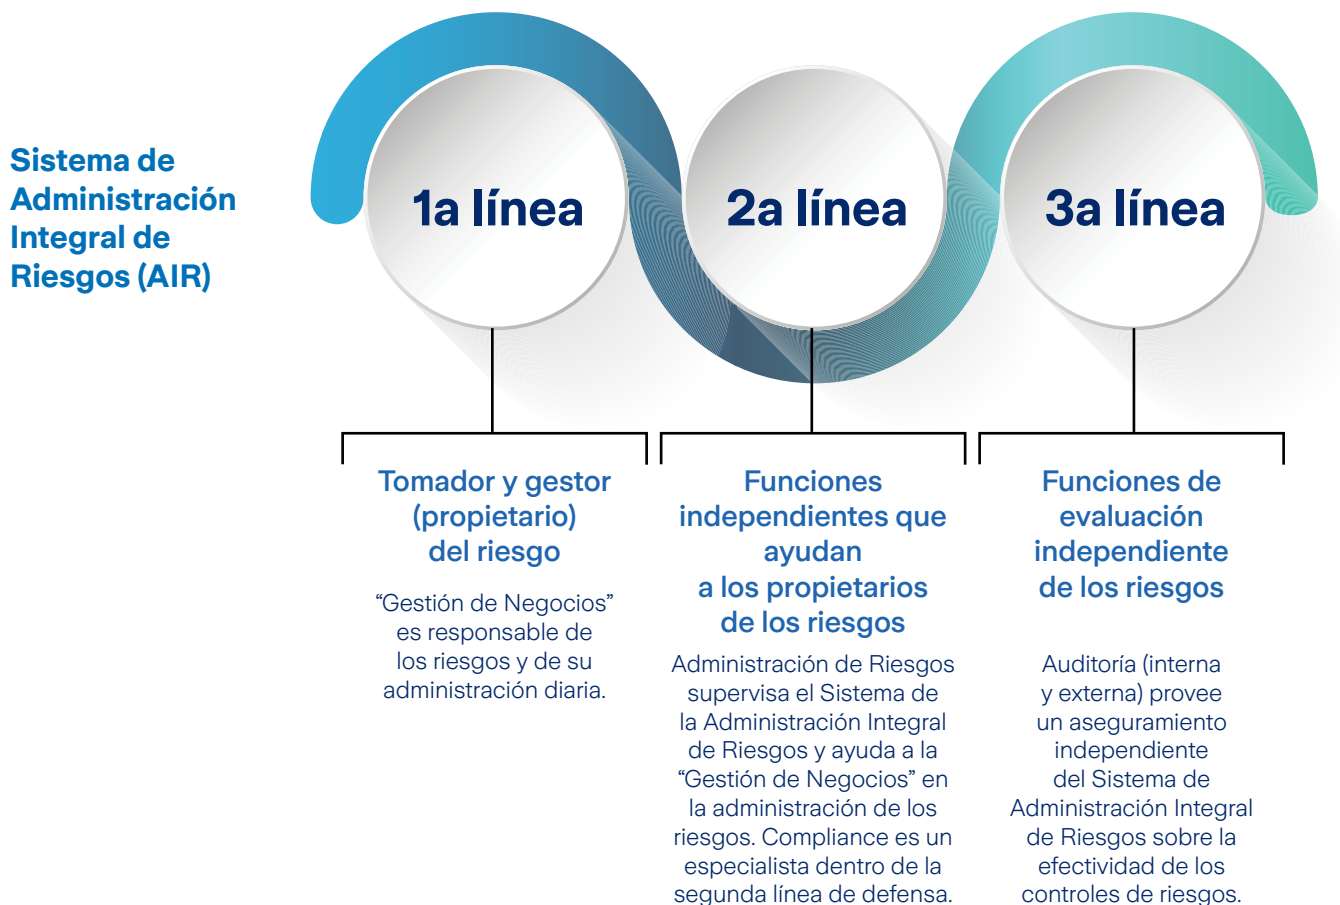 Sistema de
Administración
Integral de
Riesgos (AIR)
1a línea
2a línea
3a línea
Tomador y gestor
(propietario)
del riesgo
“Gestión de Negocios”
es responsable de
los riesgos y de su
administración diaria.
Funciones
independientes que
ayudan
a los propietarios
de los riesgos
Administración de Riesgos
supervisa el Sistema de
la Administración Integral
de Riesgos y ayuda a la
“Gestión de Negocios” en
la administración de los
riesgos. Compliance es un
especialista dentro de la
segunda línea de defensa.
Funciones de
evaluación
independiente
de los riesgos
Auditoría (interna
y externa) provee
un aseguramiento
independiente
del Sistema de
Administración Integral
de Riesgos sobre la
efectividad de los
controles de riesgos.